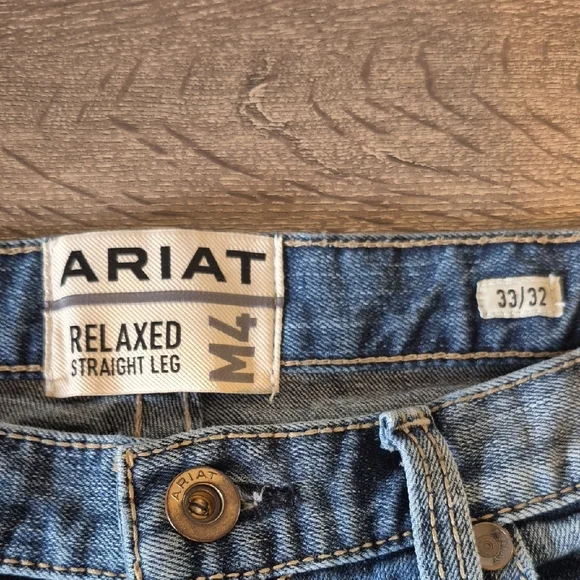 ARIAT
RELAXED
STRAIGHT LEG
M4
33/32
ARIAT